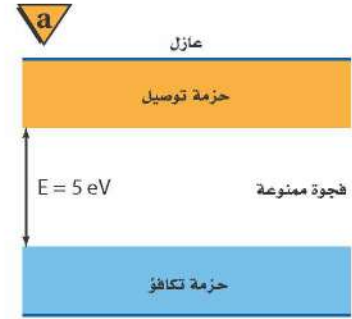 a
عازل
حزمة توصيل
فجوة ممنوعة
E = 5 eV
حزمة تكافؤ